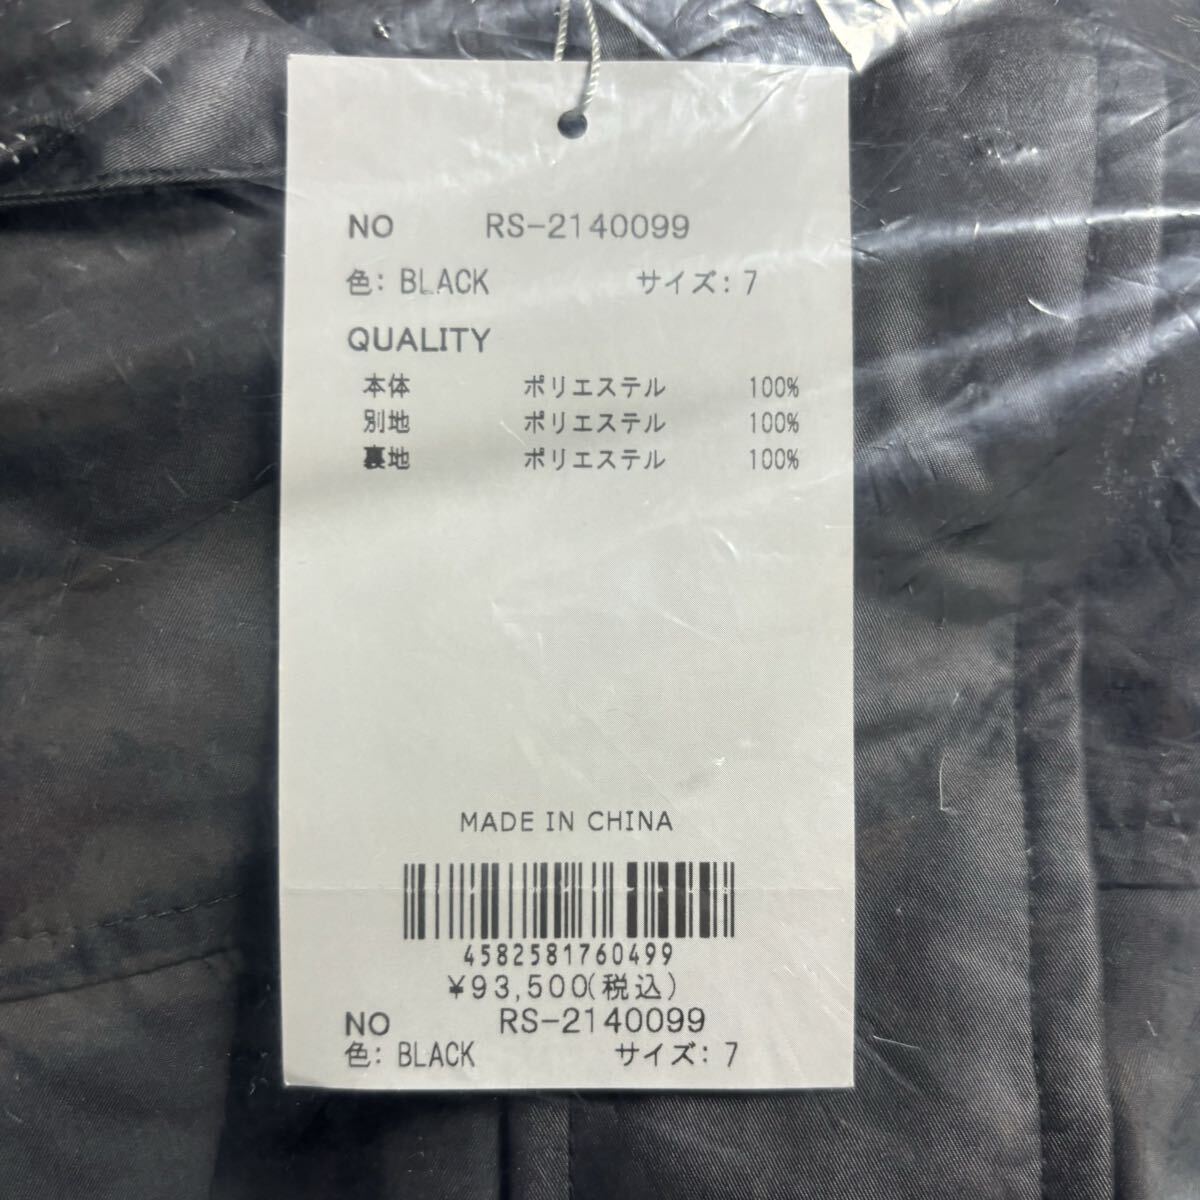 NO RS-2140099
色: BLACK サイズ: 7
QUALITY
本体 ポリエステル 100%
別地 ポリエステル 100%
裏地 ポリエステル 100%
MADE IN CHINA
4582581760499
¥93,500(税込)
NO RS-2140099
色: BLACK サイズ: 7